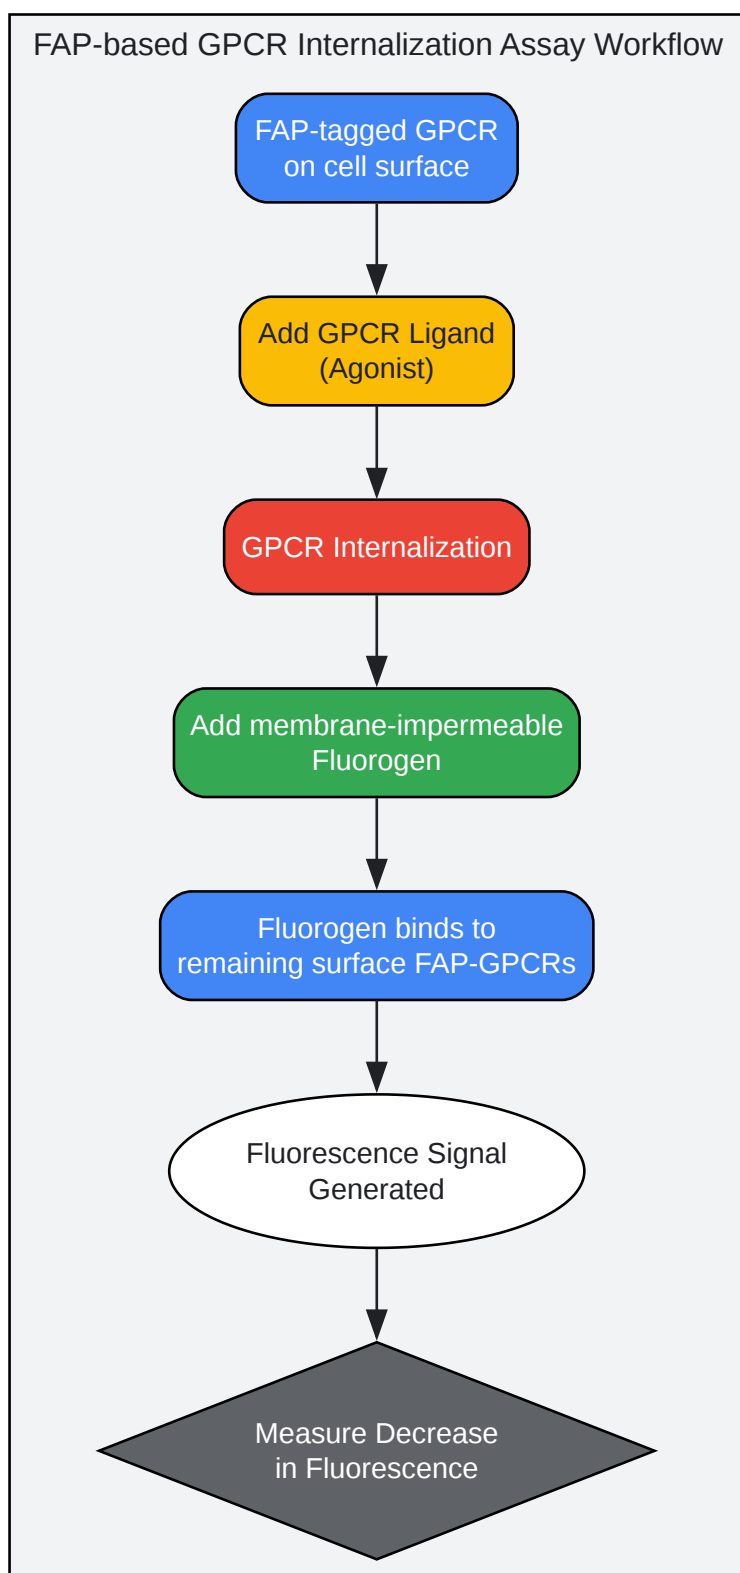 FAP-based GPCR Internalization Assay Workflow
FAP-tagged GPCR
on cell surface
Add GPCR Ligand
(Agonist)
GPCR Internalization
Add membrane-impermeable
Fluorogen
Fluorogen binds to
remaining surface FAP-GPCRs
Fluorescence Signal
Generated
Measure Decrease
in Fluorescence